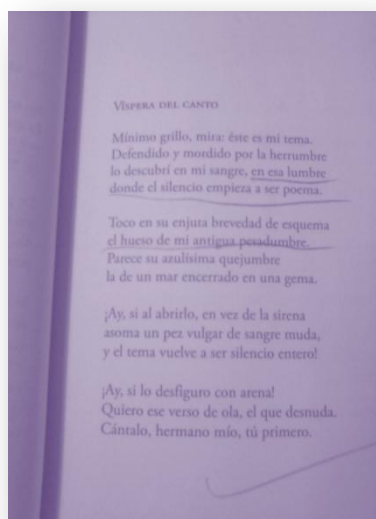 VÍSPERA DEL CANTO
Mínimo grillo, mira: éste es mi tema.
Defendido y mordido por la herrumbre
lo descubrí en mi sangre, en esa lumbre
donde el silencio empieza a ser poema.
Toco en su enjuta brevedad de esquema
el hueso de mi antigua pesadumbre.
Parece su azulísima quejumbre
la de un mar encerrado en una gema.
¡Ay, si al abrirlo, en vez de la sirena
asoma un pez vulgar de sangre muda,
y el tema vuelve a ser silencio entero!
¡Ay, si lo desfiguro con arena!
Quiero ese verso de ola, el que desnuda.
Cántalo, hermano mío, tú primero.